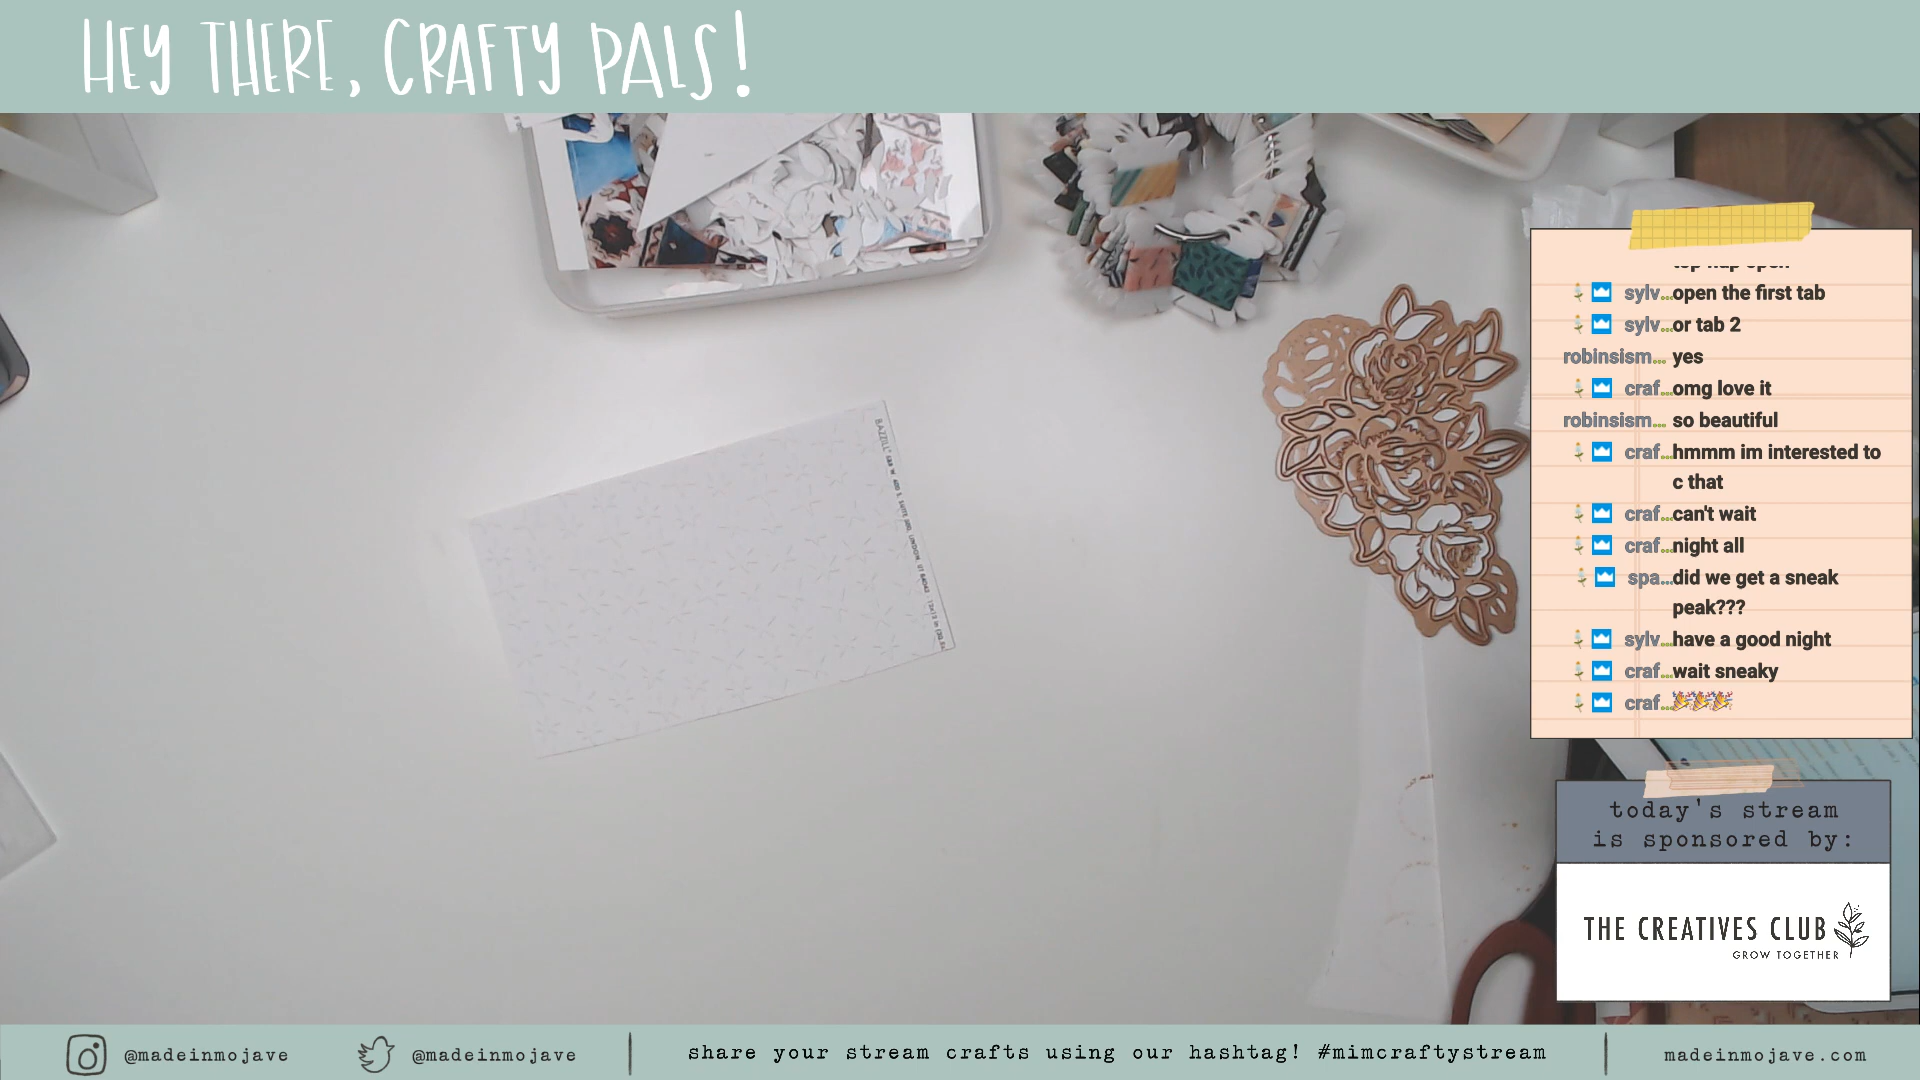 HEY THERE, CRAFTY PALS!
sylv...open the first tab
sylv...or tab 2
robinsism... yes
craf...omg love it
robinsism... so beautiful
craf...hmmm im interested to
c that
craf...can't wait
craf...night all
spa...did we get a sneak
peak???
sylv...have a good night
craf...wait sneaky
craf...🎉🎉🎉
BAZZILL
today's stream
is sponsored by:
THE CREATIVES CLUB
GROW TOGETHER
@madeinmojave
@madeinmojave
share your stream crafts using our hashtag! #mimcraftystream
madeinmojave.com